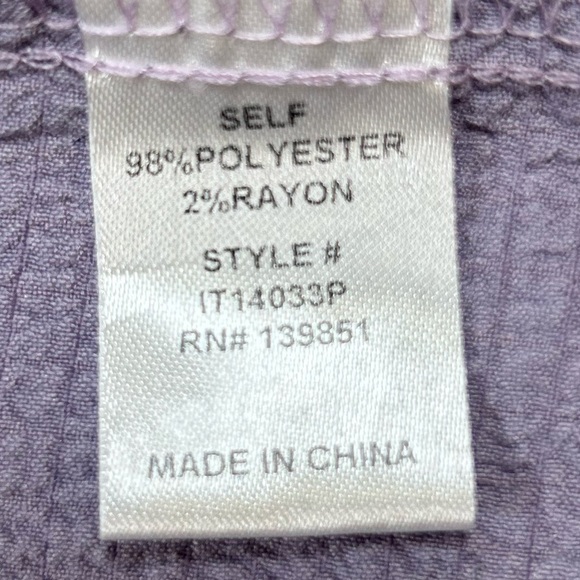 SELF
98%POLYESTER
2%RAYON
STYLE #
IT14033P
RN# 139851
MADE IN CHINA